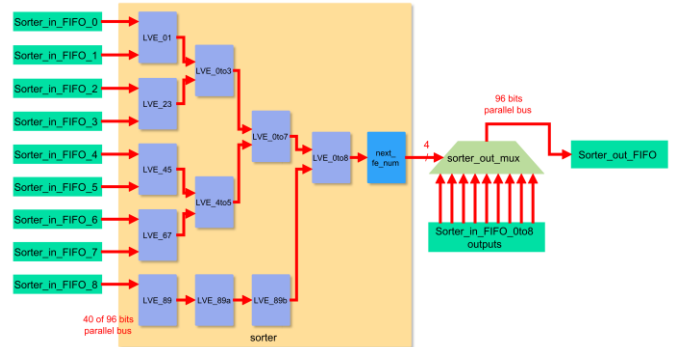 Sorter_in_FIFO_0
Sorter_in_FIFO_1
Sorter_in_FIFO_2
Sorter_in_FIFO_3
Sorter_in_FIFO_4
Sorter_in_FIFO_5
Sorter_in_FIFO_6
Sorter_in_FIFO_7
Sorter_in_FIFO_8
40 of 96 bits
parallel bus
LVE_01
LVE_23
LVE_45
LVE_67
LVE_89
LVE_0to3
LVE_4to5
LVE_89a
LVE_0to7
LVE_89b
LVE_0to8
next_
fe_num
sorter
4
/
96 bits
parallel bus
sorter_out_mux
Sorter_out_FIFO
Sorter_in_FIFO_0to8
outputs